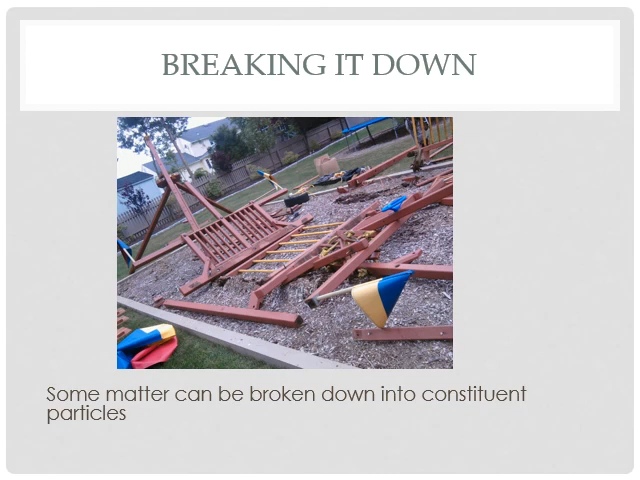 BREAKING IT DOWN
Some matter can be broken down into constituent
particles